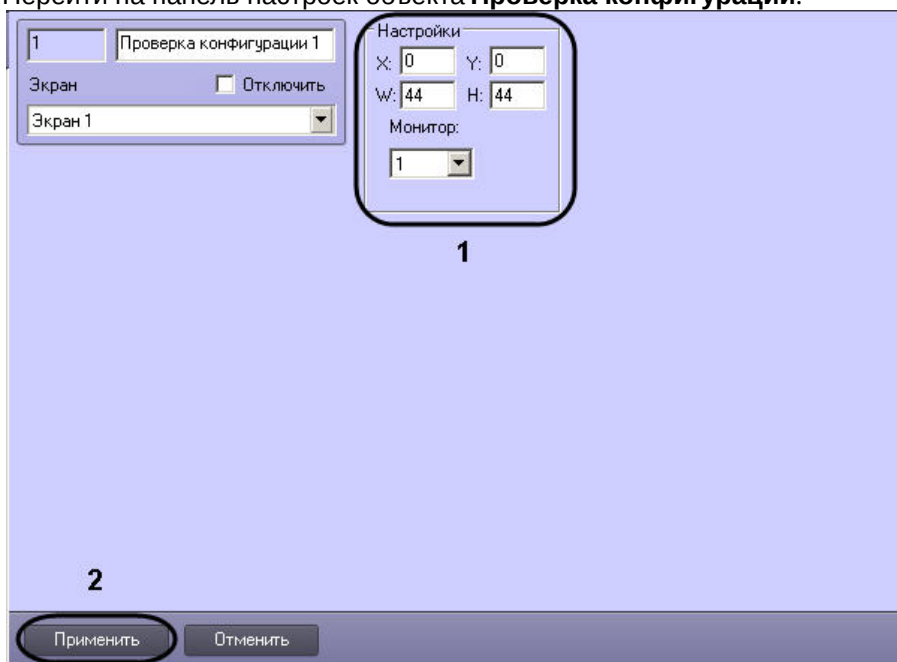 Перейти на панель настроек объекта Проверка конфигурации.
1 Проверка конфигурации 1
Экран Отключить
Экран 1
Настройки
X: 0 Y: 0
W: 44 H: 44
Монитор:
1
1
2
Применить Отменить